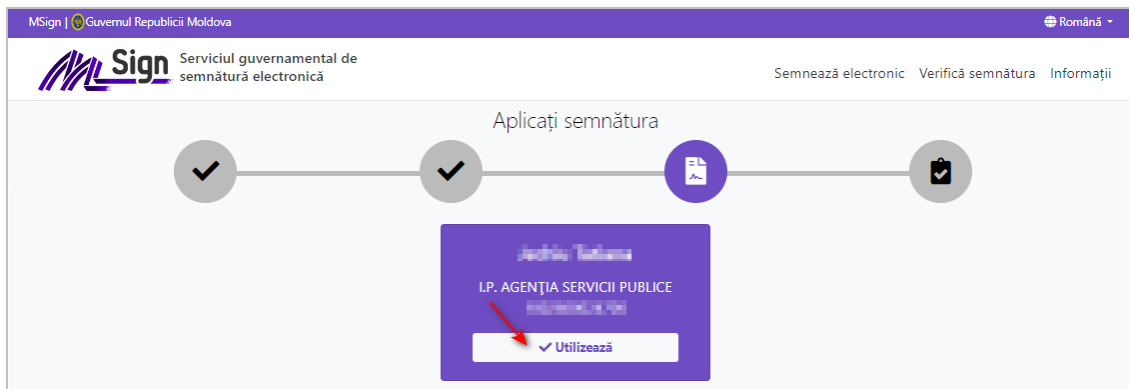 MSign | Guvernul Republicii Moldova
Română
Sign
Serviciul guvernamental de
semnătură electronică
Semnează electronic Verifică semnătura Informații
Aplicați semnătura
I.P. AGENŢIA SERVICII PUBLICE
Utilizează